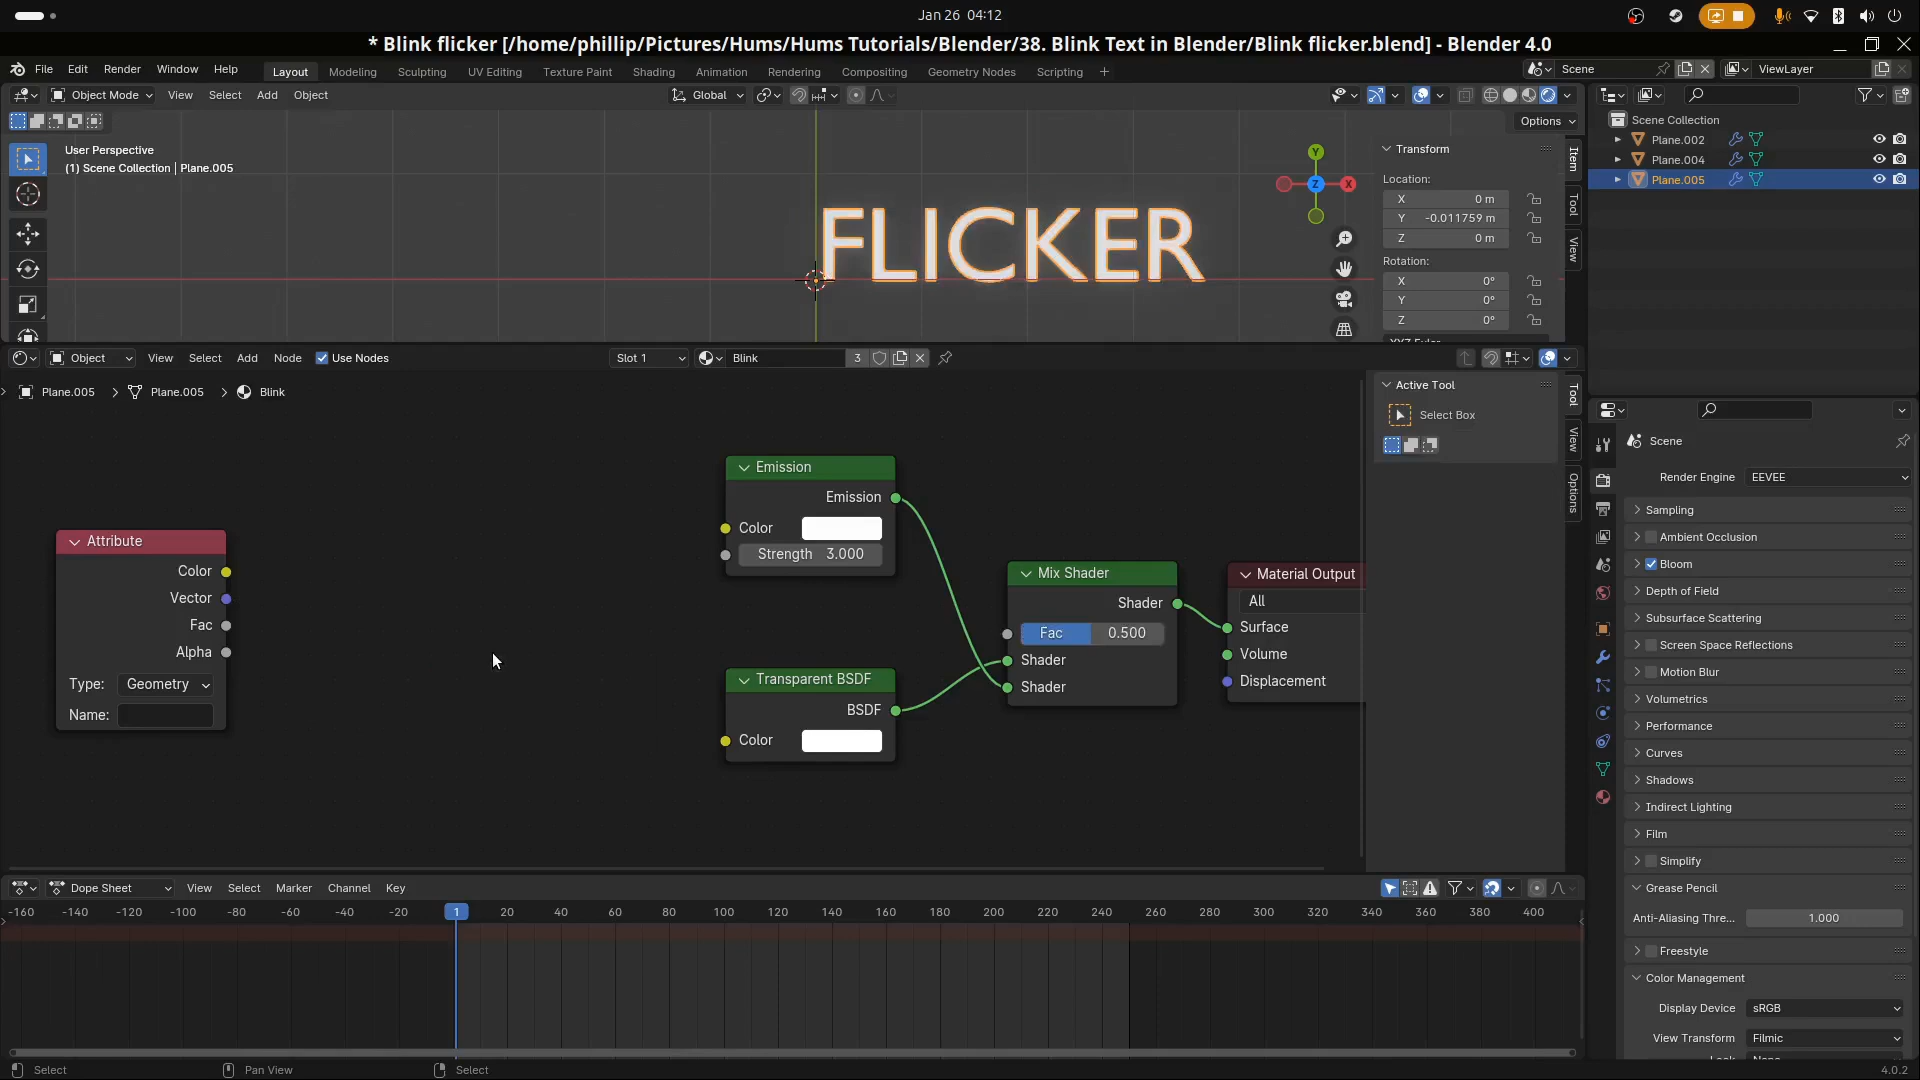 Jan 26 04:12
* Blink flicker [/home/phillip/Pictures/Hums/Hums Tutorials/Blender/38. Blink Text in Blender/Blink flicker.blend] - Blender 4.0
File Edit Render Window Help Layout Modeling Sculpting UV Editing Texture Paint Shading Animation Rendering Compositing Geometry Nodes Scripting + Scene ViewLayer
Object Mode View Select Add Object Global
Options
User Perspective
(1) Scene Collection | Plane.005
FLICKER
Y
Z
X
Transform
Location:
X 0 m
Y -0.011759 m
Z 0 m
Rotation:
X 0°
Y 0°
Z 0°
Item
Tool
View
Scene Collection
Plane.002
Plane.004
Plane.005
Object View Select Add Node Object Use Nodes Slot 1 Blink 3
Plane.005 > Plane.005 > Blink
Attribute
Color
Vector
Fac
Alpha
Type: Geometry
Name:
Emission
Emission
Color
Strength 3.000
Transparent BSDF
BSDF
Color
Mix Shader
Shader
Fac 0.500
Shader
Shader
Material Output
All
Surface
Volume
Displacement
Active Tool
Select Box
Tool
View
Options
Scene
Render Engine EEVEE
Sampling
Ambient Occlusion
Bloom
Depth of Field
Subsurface Scattering
Screen Space Reflections
Motion Blur
Volumetrics
Performance
Curves
Shadows
Indirect Lighting
Film
Simplify
Grease Pencil
Anti-Aliasing Thre... 1.000
Freestyle
Color Management
Display Device sRGB
View Transform Filmic
Dope Sheet View Select Marker Channel Key
-160 -140 -120 -100 -80 -60 -40 -20 1 20 40 60 80 100 120 140 160 180 200 220 240 260 280 300 320 340 360 380 400
Select Pan View Select 4.0.2